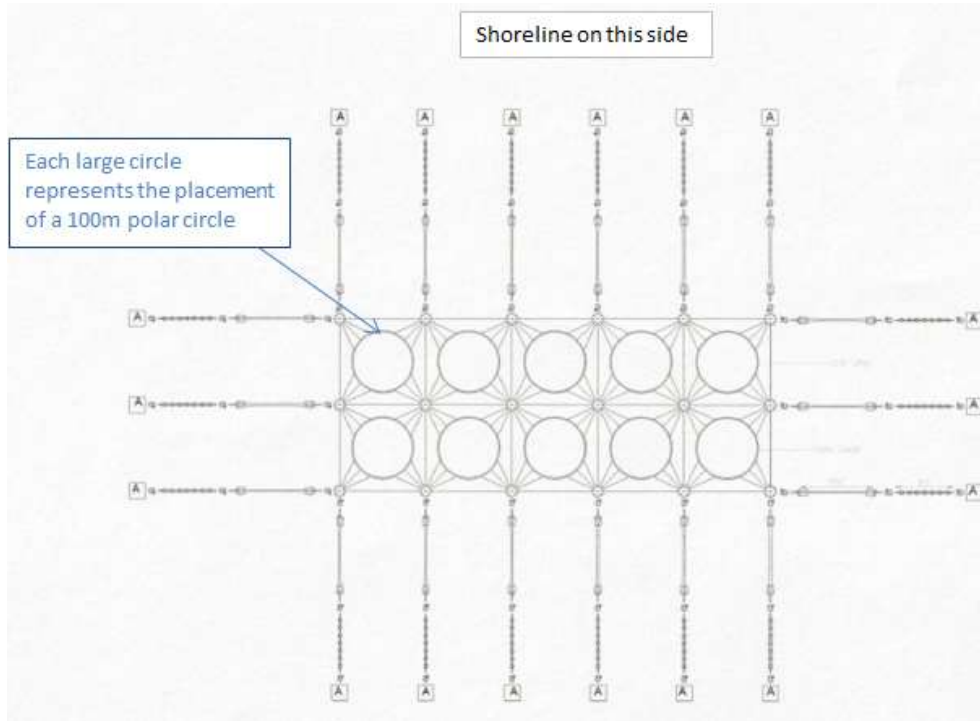 Shoreline on this side
A A A A A A
Each large circle
represents the placement
of a 100m polar circle
A A
A A
A A
A A A A A A